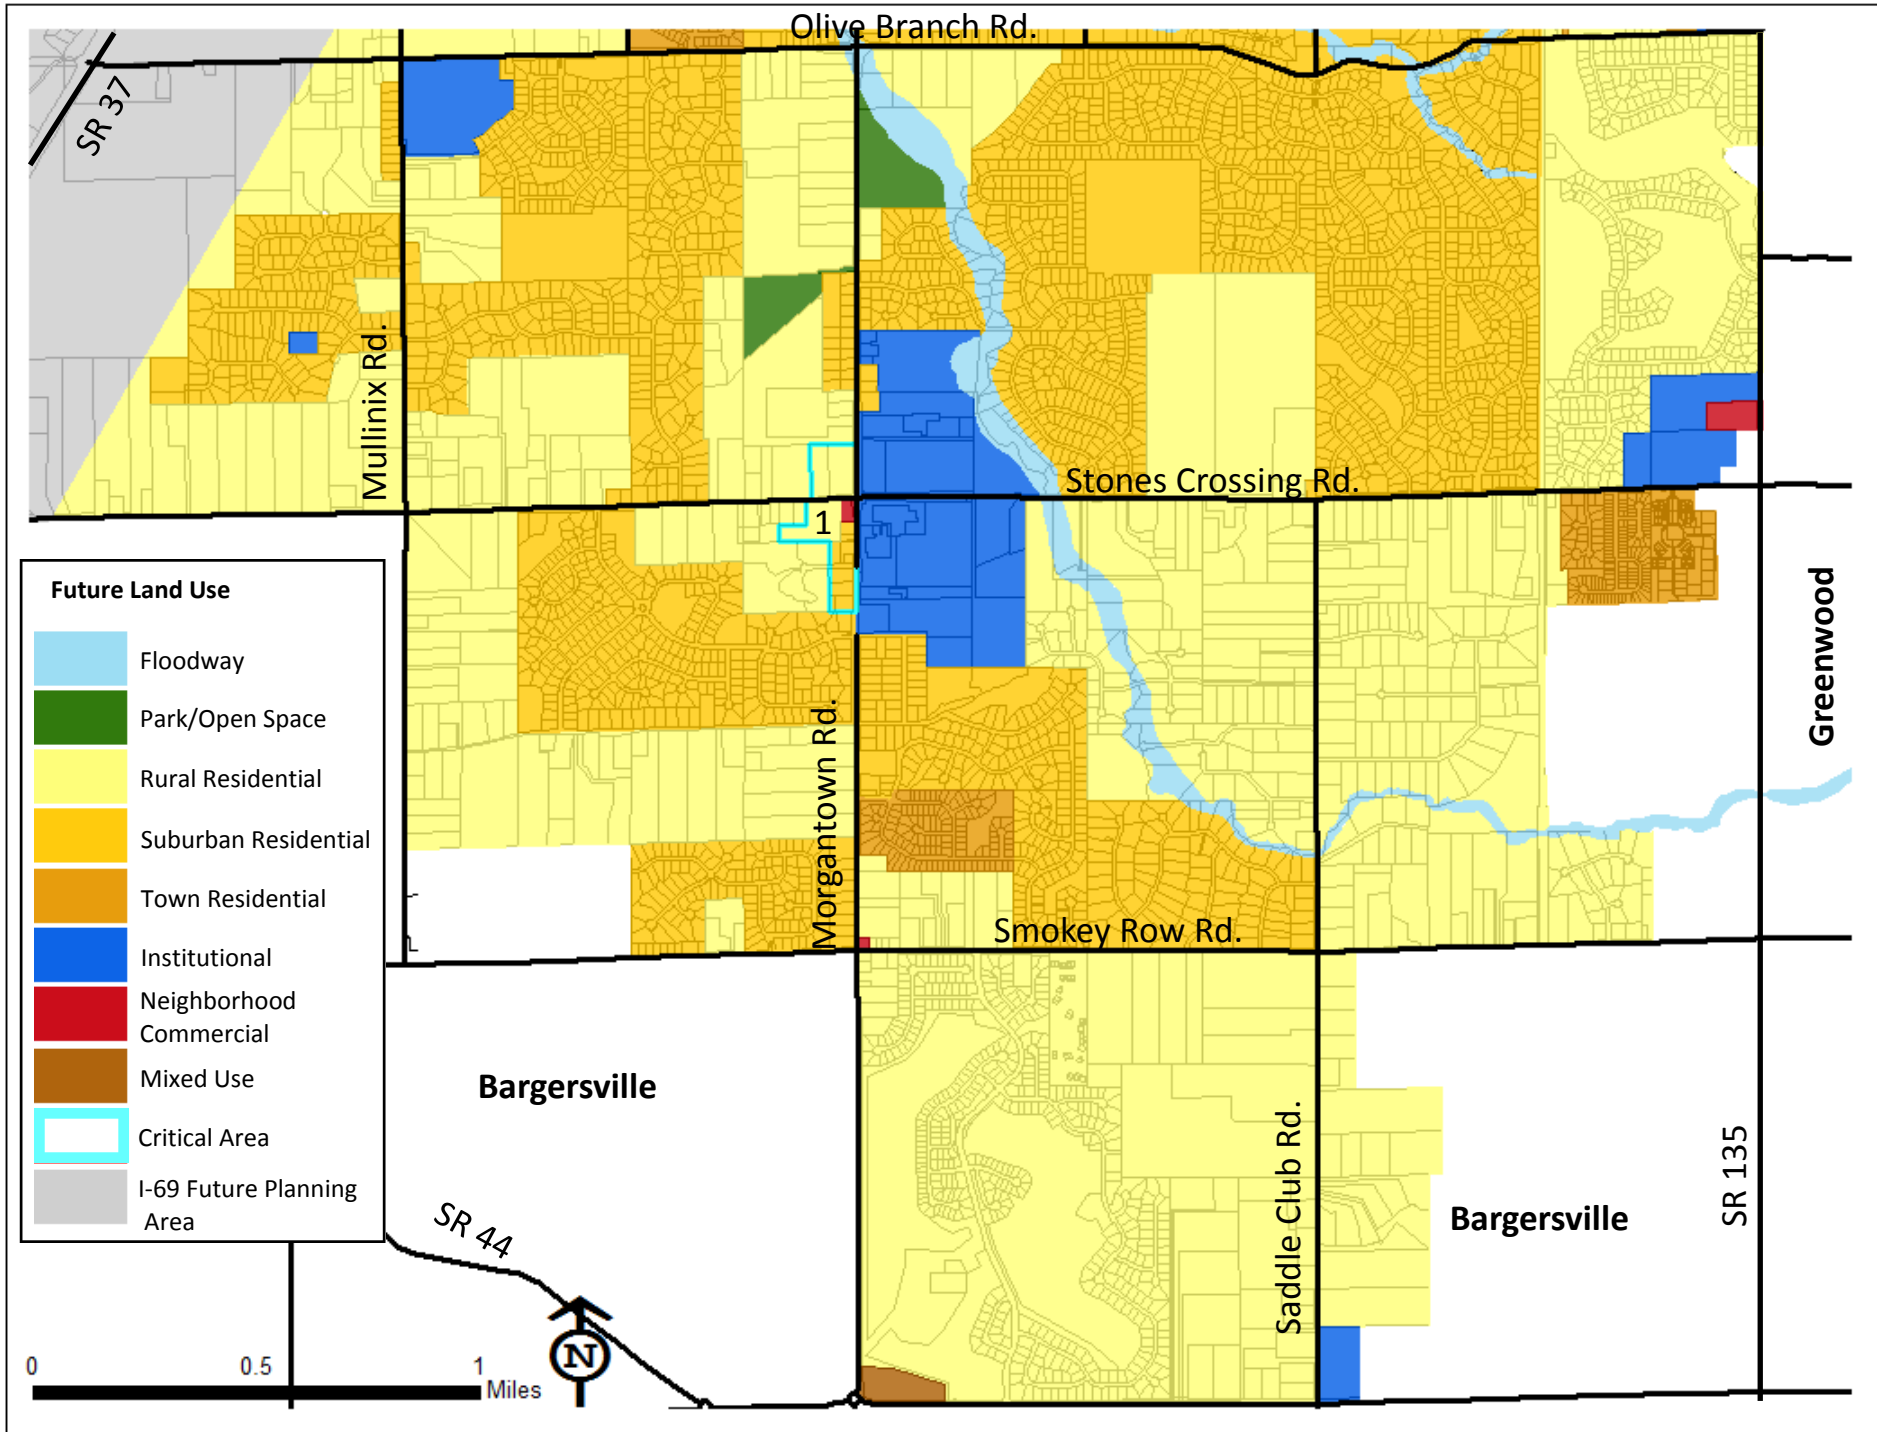 Olive Branch Rd.
SR 37
Mullinix Rd.
Stones Crossing Rd.
1
Future Land Use
Floodway
Park/Open Space
Rural Residential
Suburban Residential
Town Residential
Institutional
Neighborhood
Commercial
Mixed Use
Critical Area
I-69 Future Planning
Area
Greenwood
Morgantown Rd.
Smokey Row Rd.
Bargersville
Saddle Club Rd.
Bargersville
SR 135
SR 44
N
0 0.5 1
Miles